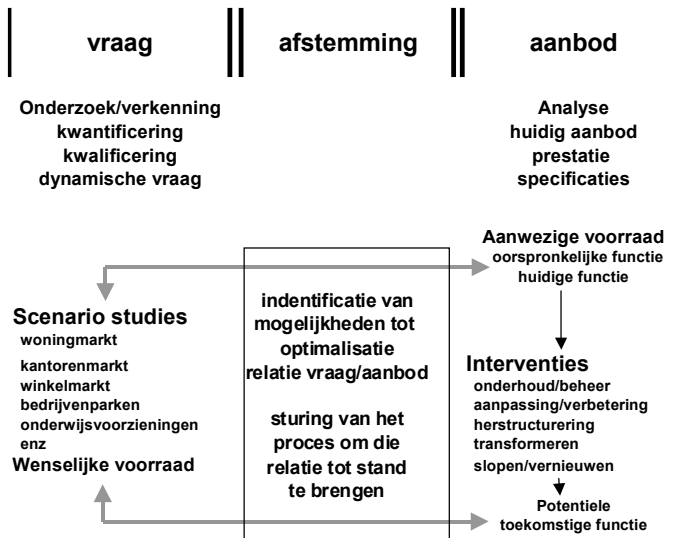 vraag
afstemming
aanbod
Onderzoek/verkenning
kwantificering
kwalificering
dynamische vraag
Analyse
huidig aanbod
prestatie
specificaties
Scenario studies
woningmarkt
kantorenmarkt
winkelmarkt
bedrijvenparken
onderwijsvoorzieningen
enz
Wenselijke voorraad
indentificatie van
mogelijkheden tot
optimalisatie
relatie vraag/aanbod
sturing van het
proces om die
relatie tot stand
te brengen
Aanwezige voorraad
oorspronkelijke functie
huidige functie
Interventies
onderhoud/beheer
aanpassing/verbetering
herstructurering
transformeren
slopen/vernieuwen
Potentiele
toekomstige functie